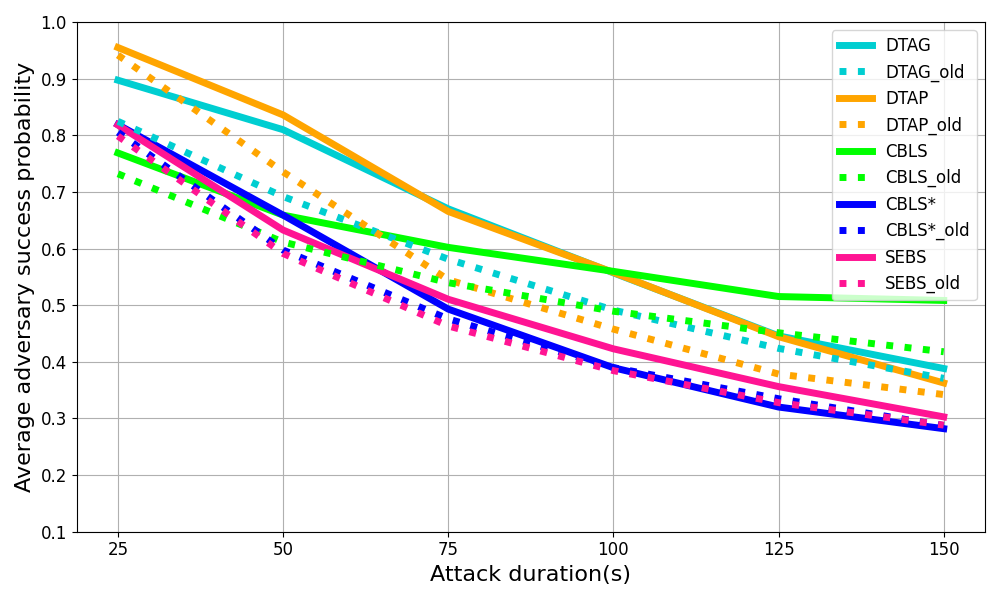 Average adversary success probability
1.0
0.9
0.8
0.7
0.6
0.5
0.4
0.3
0.2
0.1
25
50
75
100
125
150
Attack duration(s)
DTAG
DTAG_old
DTAP
DTAP_old
CBLS
CBLS_old
CBLS*
CBLS*_old
SEBS
SEBS_old